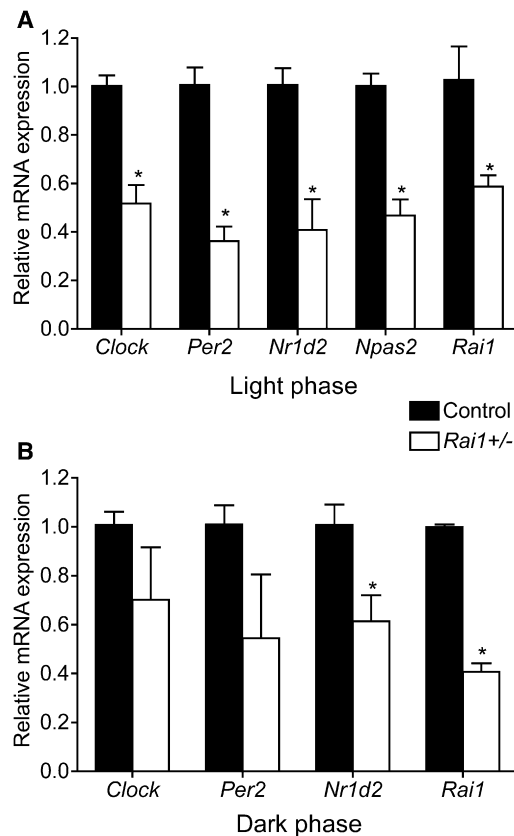 A
Relative mRNA expression
1.2
1.0
0.8
0.6
0.4
0.2
0.0
* * * * *
Clock Per2 Nr1d2 Npas2 Rai1
Light phase
Control
Rai1+/-
B
Relative mRNA expression
1.2
1.0
0.8
0.6
0.4
0.2
0.0
* *
Clock Per2 Nr1d2 Rai1
Dark phase